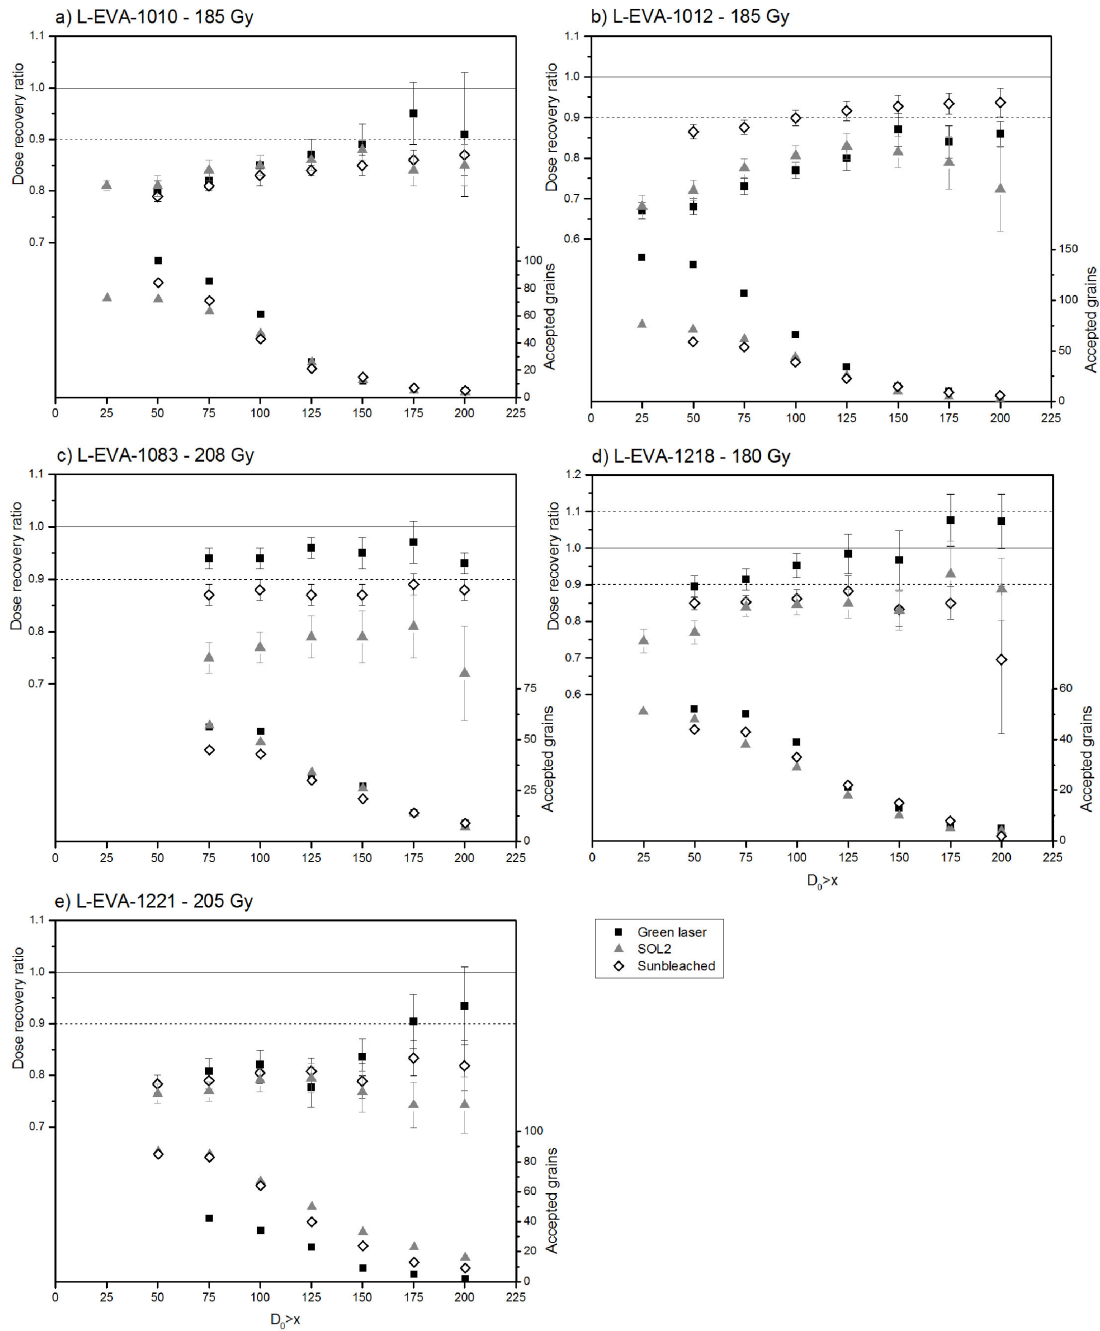 a) L-EVA-1010 - 185 Gy
1.1
1.0
0.9
0.8
0.7
Dose recovery ratio
100
80
60
40
20
0
Accepted grains
0 25 50 75 100 125 150 175 200 225
b) L-EVA-1012 - 185 Gy
1.1
1.0
0.9
0.8
0.7
0.6
Dose recovery ratio
150
100
50
0
Accepted grains
0 25 50 75 100 125 150 175 200 225
c) L-EVA-1083 - 208 Gy
1.1
1.0
0.9
0.8
0.7
Dose recovery ratio
75
50
25
0
Accepted grains
0 25 50 75 100 125 150 175 200 225
d) L-EVA-1218 - 180 Gy
1.2
1.1
1.0
0.9
0.8
0.7
0.6
Dose recovery ratio
60
40
20
0
Accepted grains
0 25 50 75 100 125 150 175 200 225
D₀>x
e) L-EVA-1221 - 205 Gy
1.1
1.0
0.9
0.8
0.7
Dose recovery ratio
100
80
60
40
20
0
Accepted grains
0 25 50 75 100 125 150 175 200 225
D₀>x
Green laser
SOL2
Sunbleached